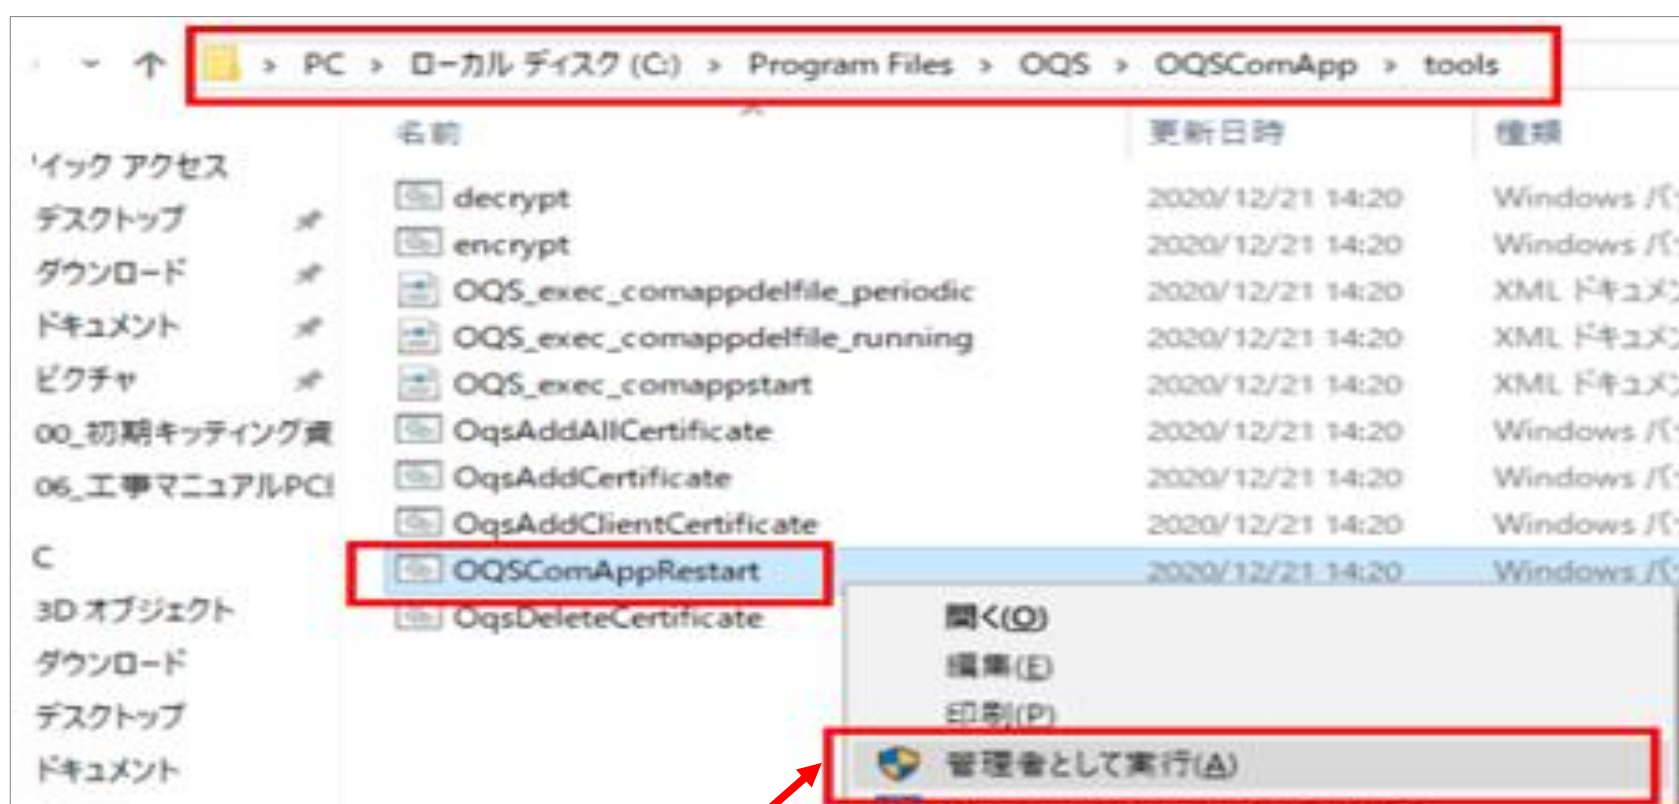 PC > ローカル ディスク (C:) > Program Files > OQS > OQSComApp > tools
名前 更新日時 種類
イック アクセス
デスクトップ
ダウンロード
ドキュメント
ピクチャ
00_初期キッティング資
06_工事マニュアルPC
C
3D オブジェクト
ダウンロード
デスクトップ
ドキュメント
decrypt 2020/12/21 14:20 Windows バ
encrypt 2020/12/21 14:20 Windows バ
OQS_exec_comappdelfile_periodic 2020/12/21 14:20 XML ドキュメン
OQS_exec_comappdelfile_running 2020/12/21 14:20 XML ドキュメン
OQS_exec_comappstart 2020/12/21 14:20 XML ドキュメン
OqsAddAllCertificate 2020/12/21 14:20 Windows バ
OqsAddCertificate 2020/12/21 14:20 Windows バ
OqsAddClientCertificate 2020/12/21 14:20 Windows バ
OQSComAppRestart 2020/12/21 14:20 Windows バ
OqsDeleteCertificate
開く(O)
編集(E)
印刷(P)
管理者として実行(A)